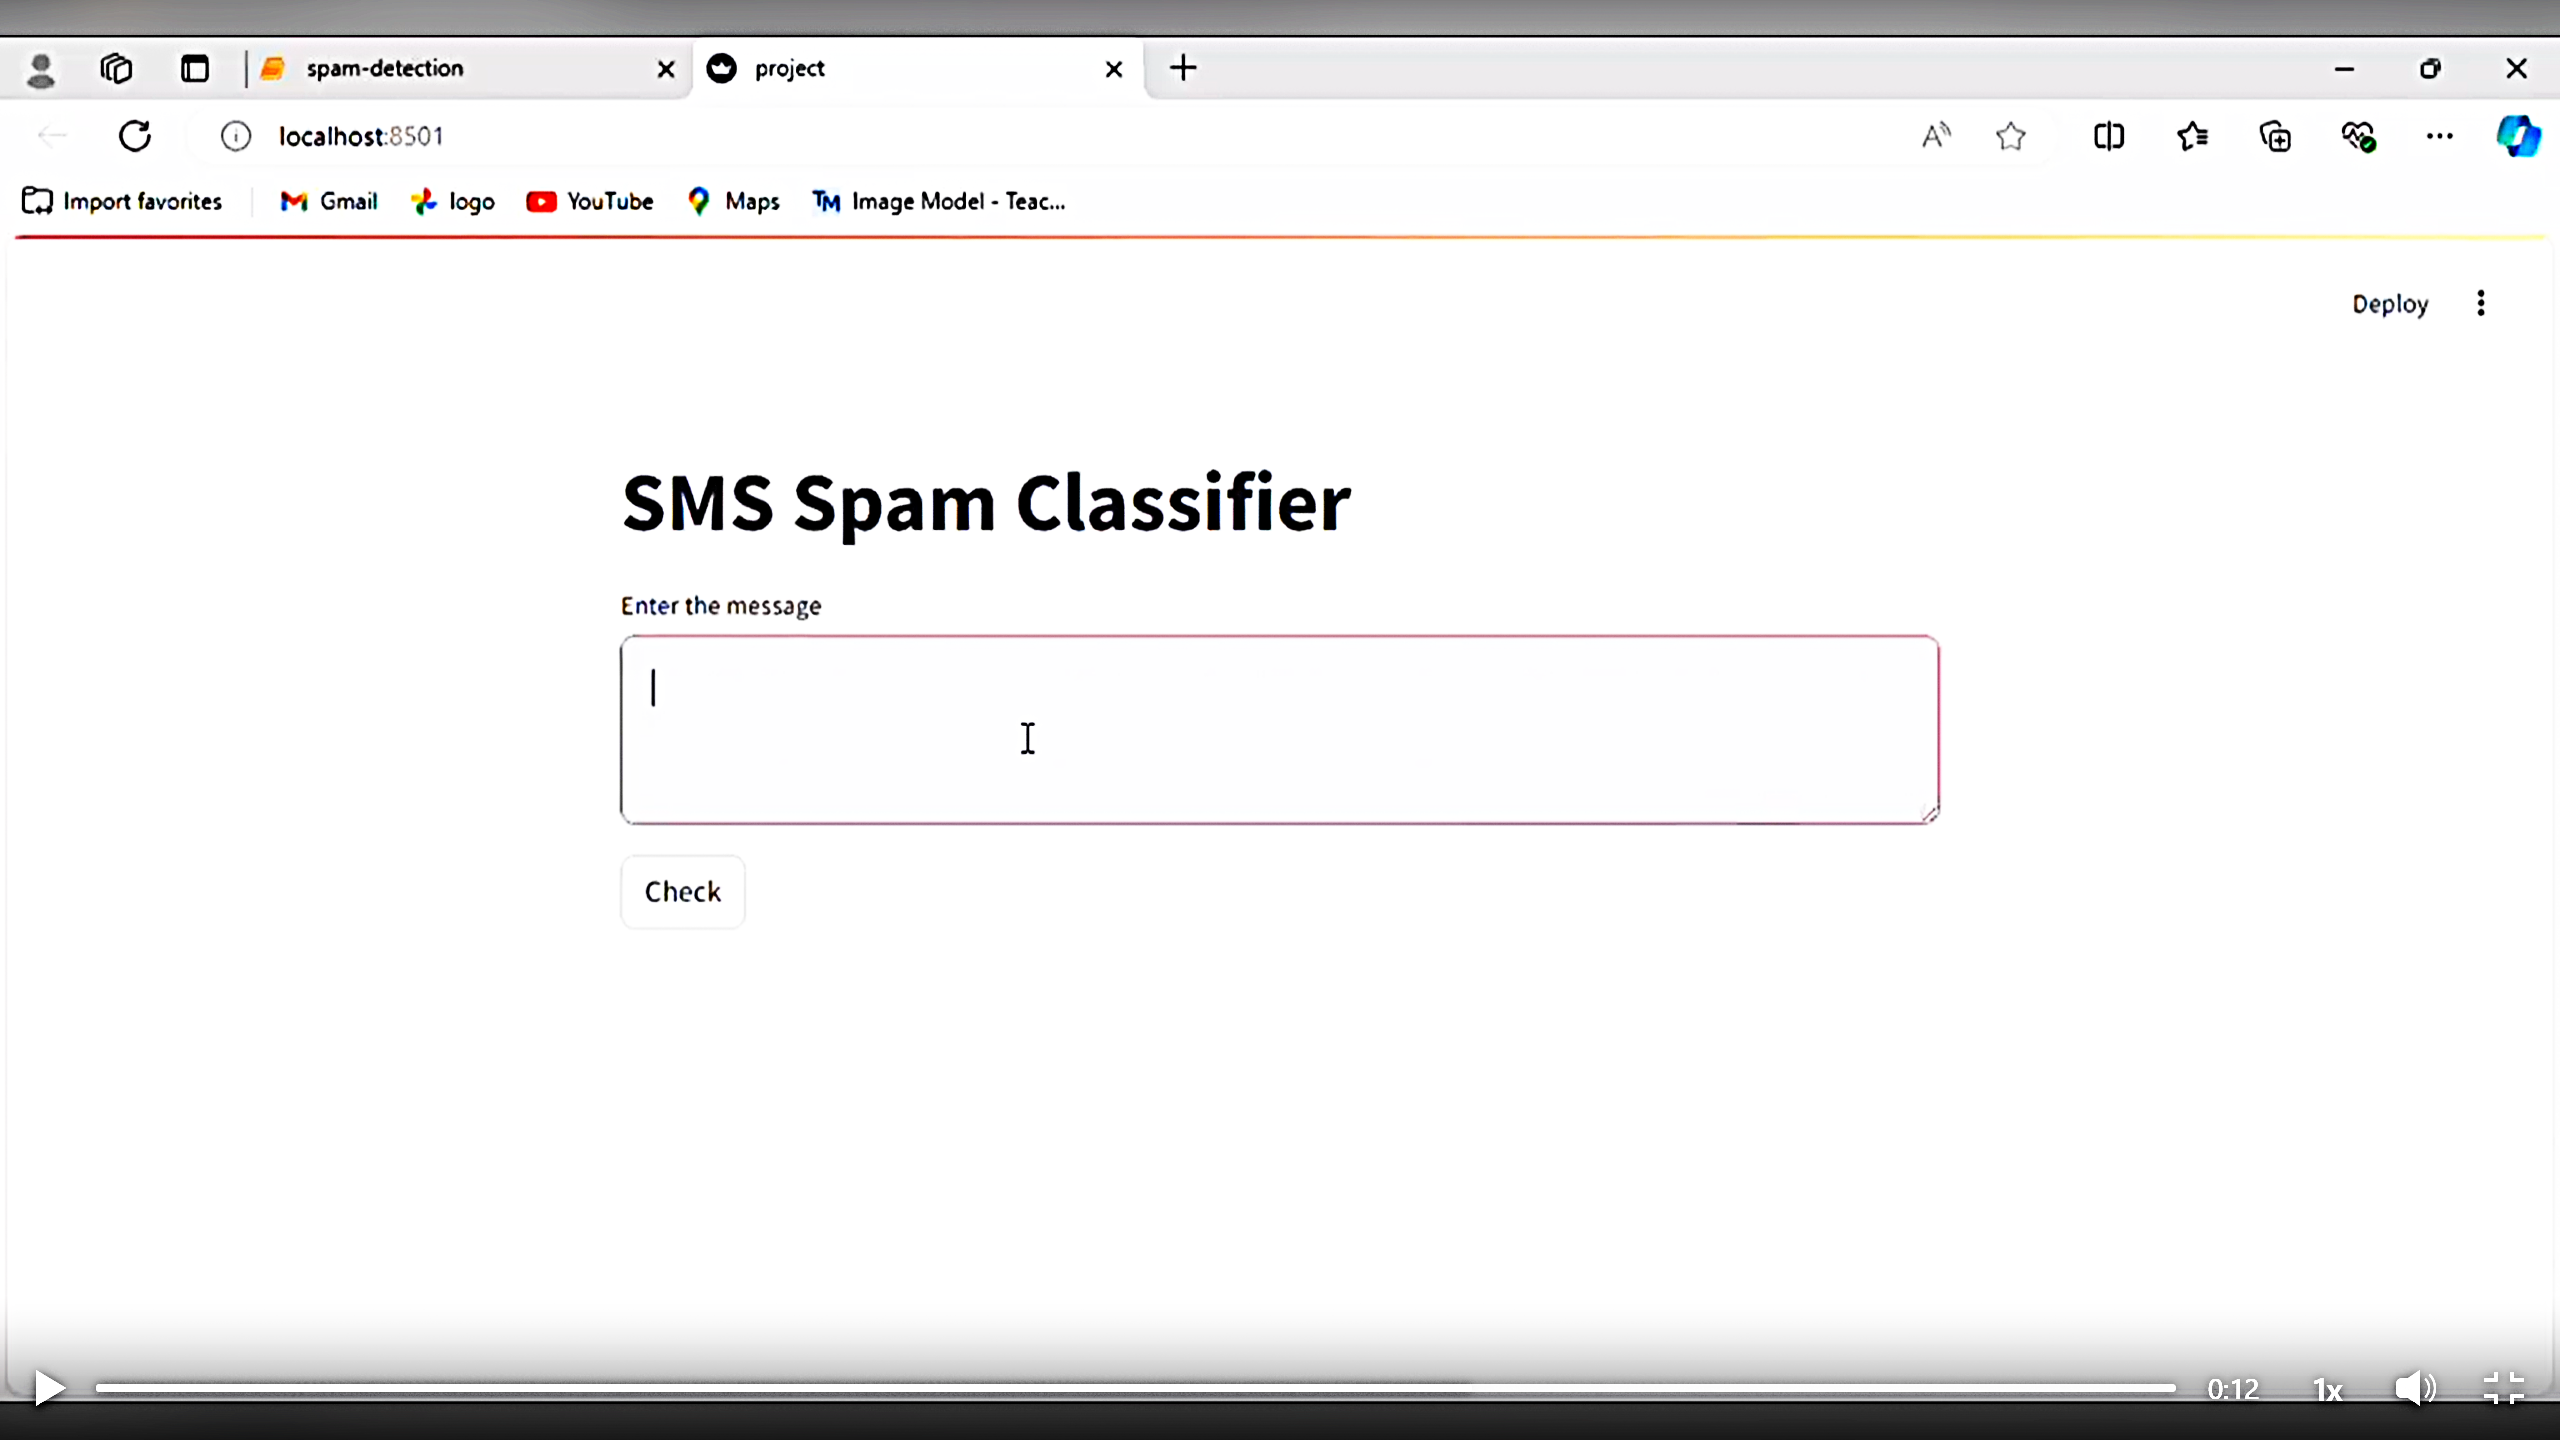 spam-detection
project
localhost:8501
Import favorites
Gmail
logo
YouTube
Maps
TM Image Model - Teac...
Deploy
SMS Spam Classifier
Enter the message
Check
0:12
1x